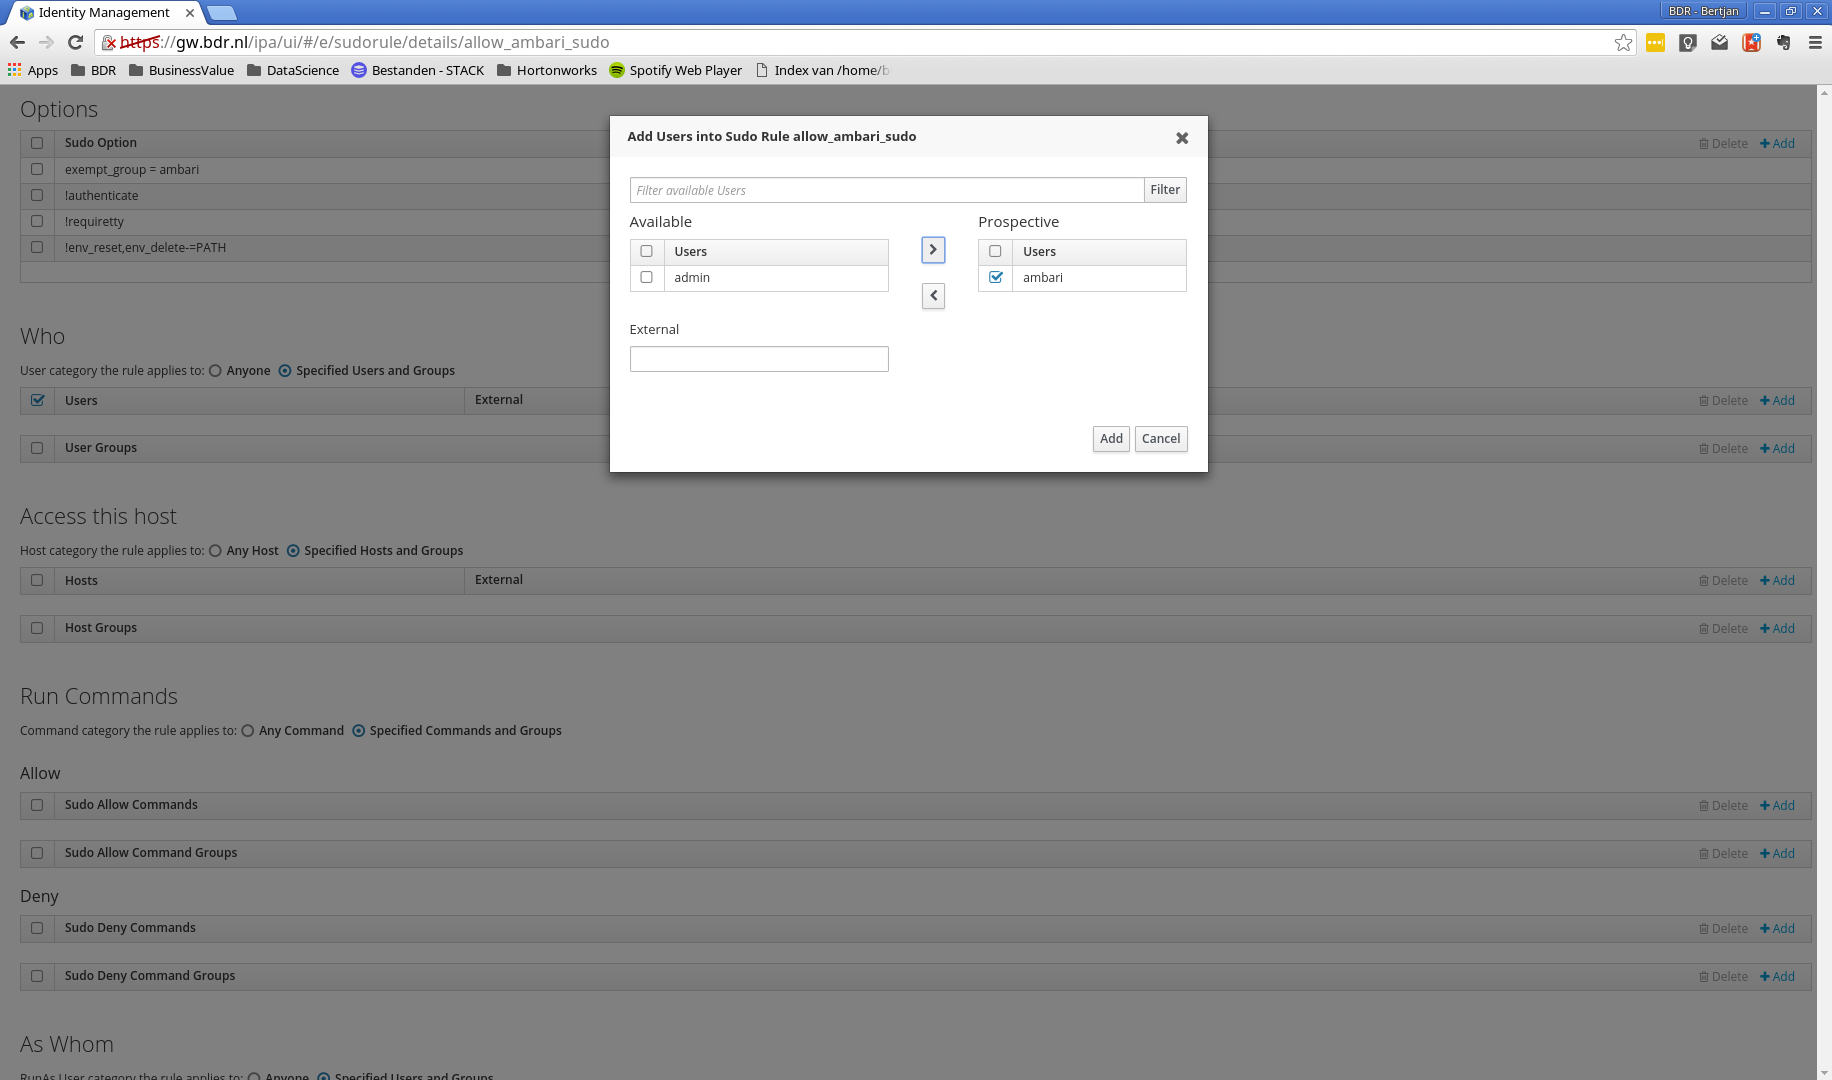 Identity Management
BDR - Bertjan
https://gw.bdr.nl/ipa/ui/#/e/sudorule/details/allow_ambari_sudo
Apps BDR BusinessValue DataScience Bestanden - STACK Hortonworks Spotify Web Player Index van /home/b
Options
Sudo Option Delete Add
exempt_group = ambari
!authenticate
!requiretty
!env_reset,env_delete-=PATH
Add Users into Sudo Rule allow_ambari_sudo
Filter available Users Filter
Available Prospective
Users > Users
admin ambari
<
External
Add Cancel
Who
User category the rule applies to: Anyone Specified Users and Groups
Users External Delete Add
User Groups Delete Add
Access this host
Host category the rule applies to: Any Host Specified Hosts and Groups
Hosts External Delete Add
Host Groups Delete Add
Run Commands
Command category the rule applies to: Any Command Specified Commands and Groups
Allow
Sudo Allow Commands Delete Add
Sudo Allow Command Groups Delete Add
Deny
Sudo Deny Commands Delete Add
Sudo Deny Command Groups Delete Add
As Whom
RunAs User category the rule applies to: Anyone Specified Users and Groups